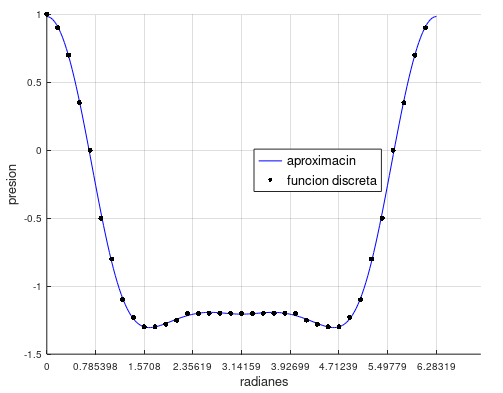 1
0.5
0
-0.5
-1
-1.5
presion
aproximacin
funcion discreta
0 0.785398 1.5708 2.35619 3.14159 3.92699 4.71239 5.49779 6.28319
radianes